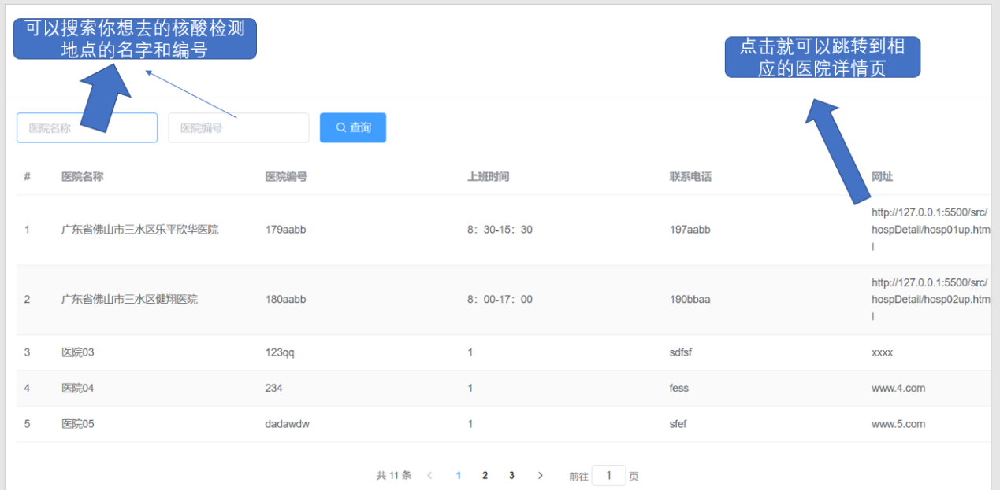 可以搜索你想去的核酸检测
地点的名字和编号
点击就可以跳转到相
应的医院详情页
医院名称
医院编号
查询
# 医院名称 医院编号 上班时间 联系电话 网址
1 广东省佛山市三水区乐平欣华医院 179aabb 8：30-15：30 197aabb http://127.0.0.1:5500/src/
hospDetail/hosp01up.htm
l
2 广东省佛山市三水区健翔医院 180aabb 8：00-17：00 190bbaa http://127.0.0.1:5500/src/
hospDetail/hosp02up.htm
l
3 医院03 123qq 1 sdfsf xxxx
4 医院04 234 1 fess www.4.com
5 医院05 dadawdw 1 sfef www.5.com
共 11 条 < 1 2 3 > 前往 1 页